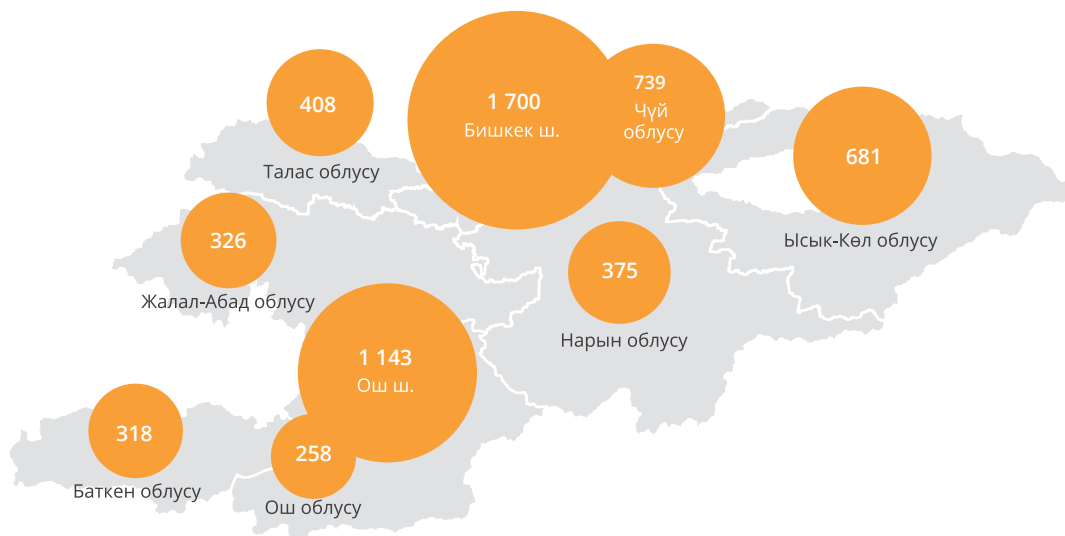 408
Талас облусу
1 700
Бишкек ш.
739
Чүй
облусу
681
Ысык-Көл облусу
326
Жалал-Абад облусу
375
Нарын облусу
1 143
Ош ш.
318
Баткен облусу
258
Ош облусу